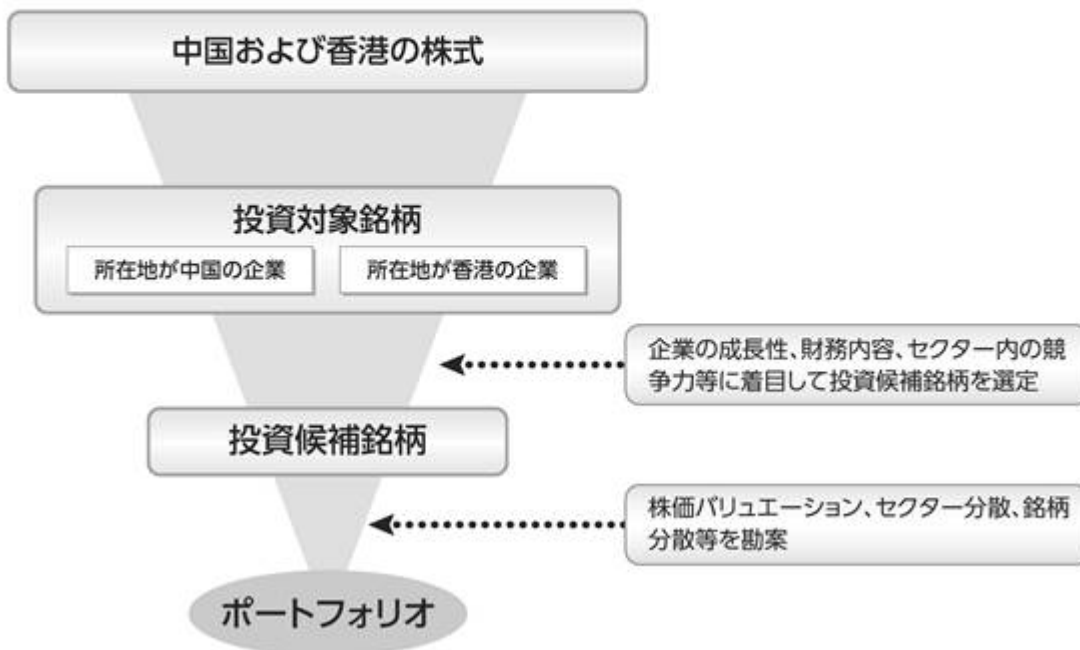 中国および香港の株式
投資対象銘柄
所在地が中国の企業
所在地が香港の企業
企業の成長性、財務内容、セクター内の競
争力等に着目して投資候補銘柄を選定
投資候補銘柄
株価バリュエーション、セクター分散、銘柄
分散等を勘案
ポートフォリオ